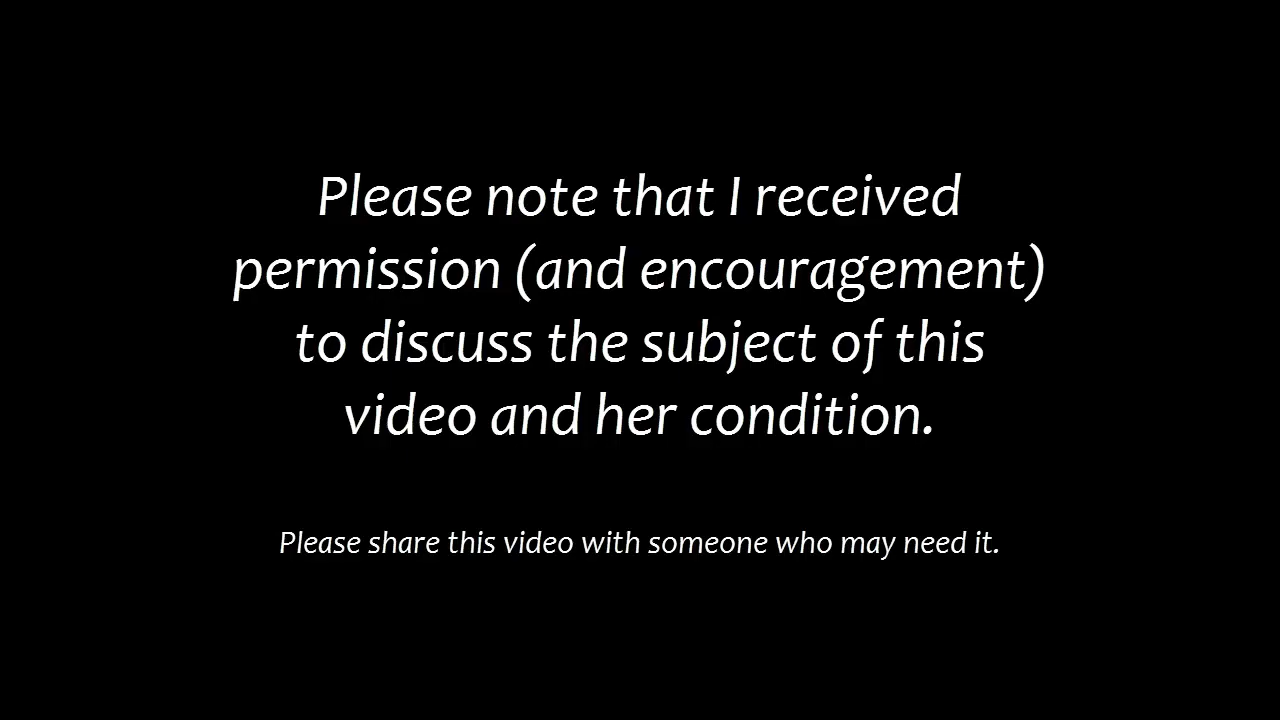 Please note that I received
permission (and encouragement)
to discuss the subject of this
video and her condition.
Please share this video with someone who may need it.